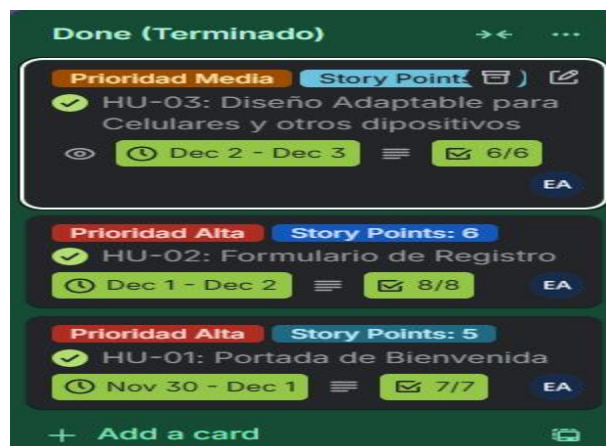 Done (Terminado)
Prioridad Media Story Points
HU-03: Diseño Adaptable para
Celulares y otros dipositivos
Dec 2 - Dec 3 6/6
EA
Prioridad Alta Story Points: 6
HU-02: Formulario de Registro
Dec 1 - Dec 2 8/8 EA
Prioridad Alta Story Points: 5
HU-01: Portada de Bienvenida
Nov 30 - Dec 1 7/7 EA
+ Add a card